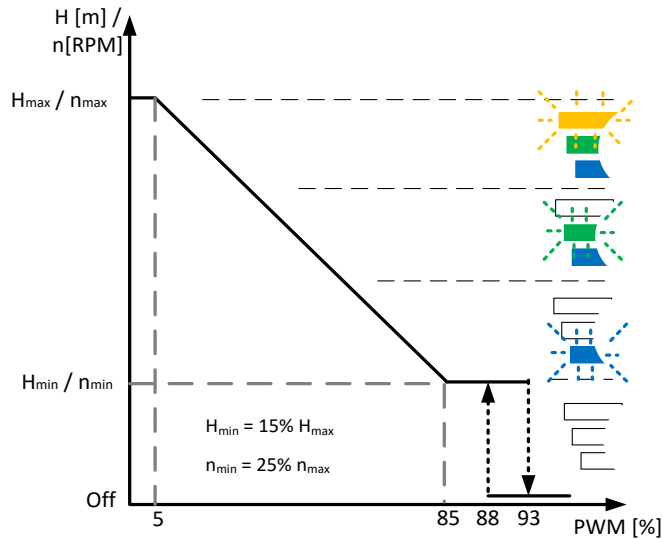 H [m] /
n[RPM]
Hmax / nmax
Hmin / nmin
Hmin = 15% Hmax
nmin = 25% nmax
Off
5
85 88 93
PWM [%]